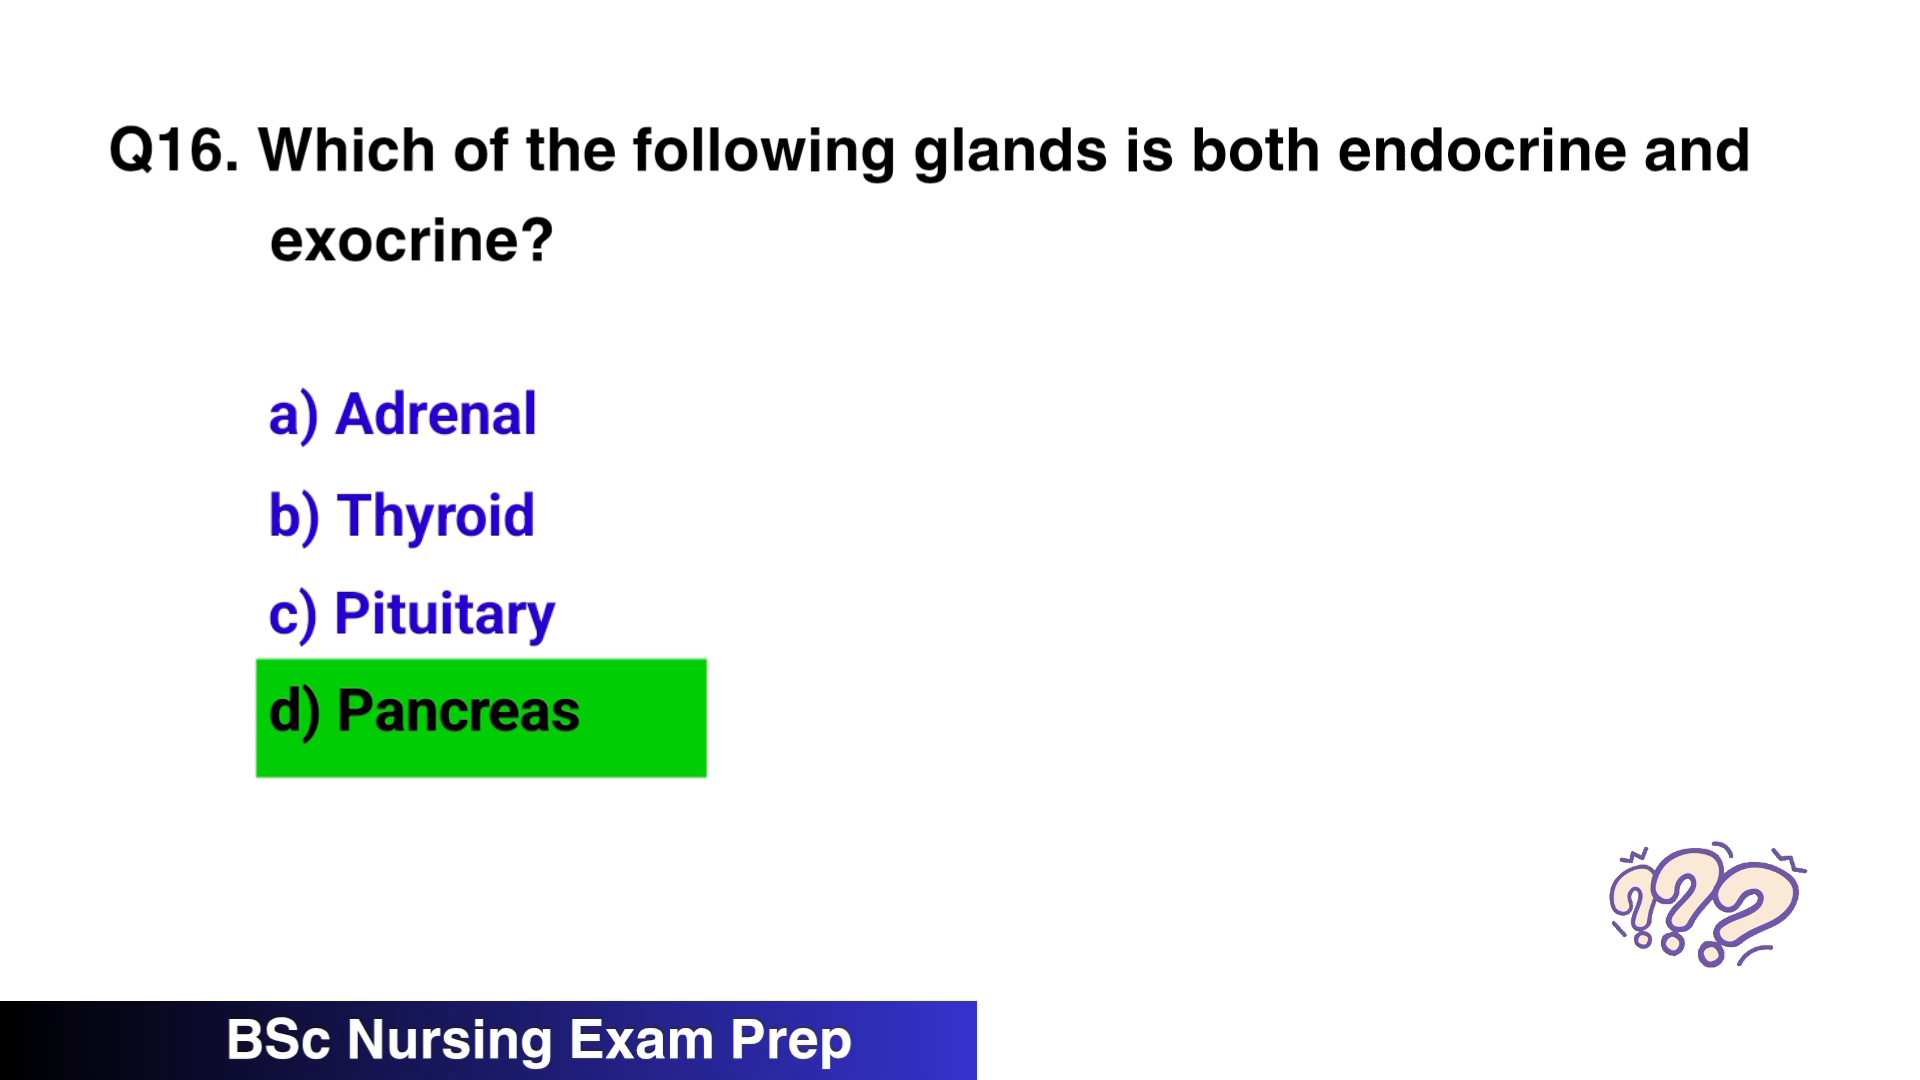 Q16. Which of the following glands is both endocrine and
exocrine?
a) Adrenal
b) Thyroid
c) Pituitary
d) Pancreas
BSc Nursing Exam Prep